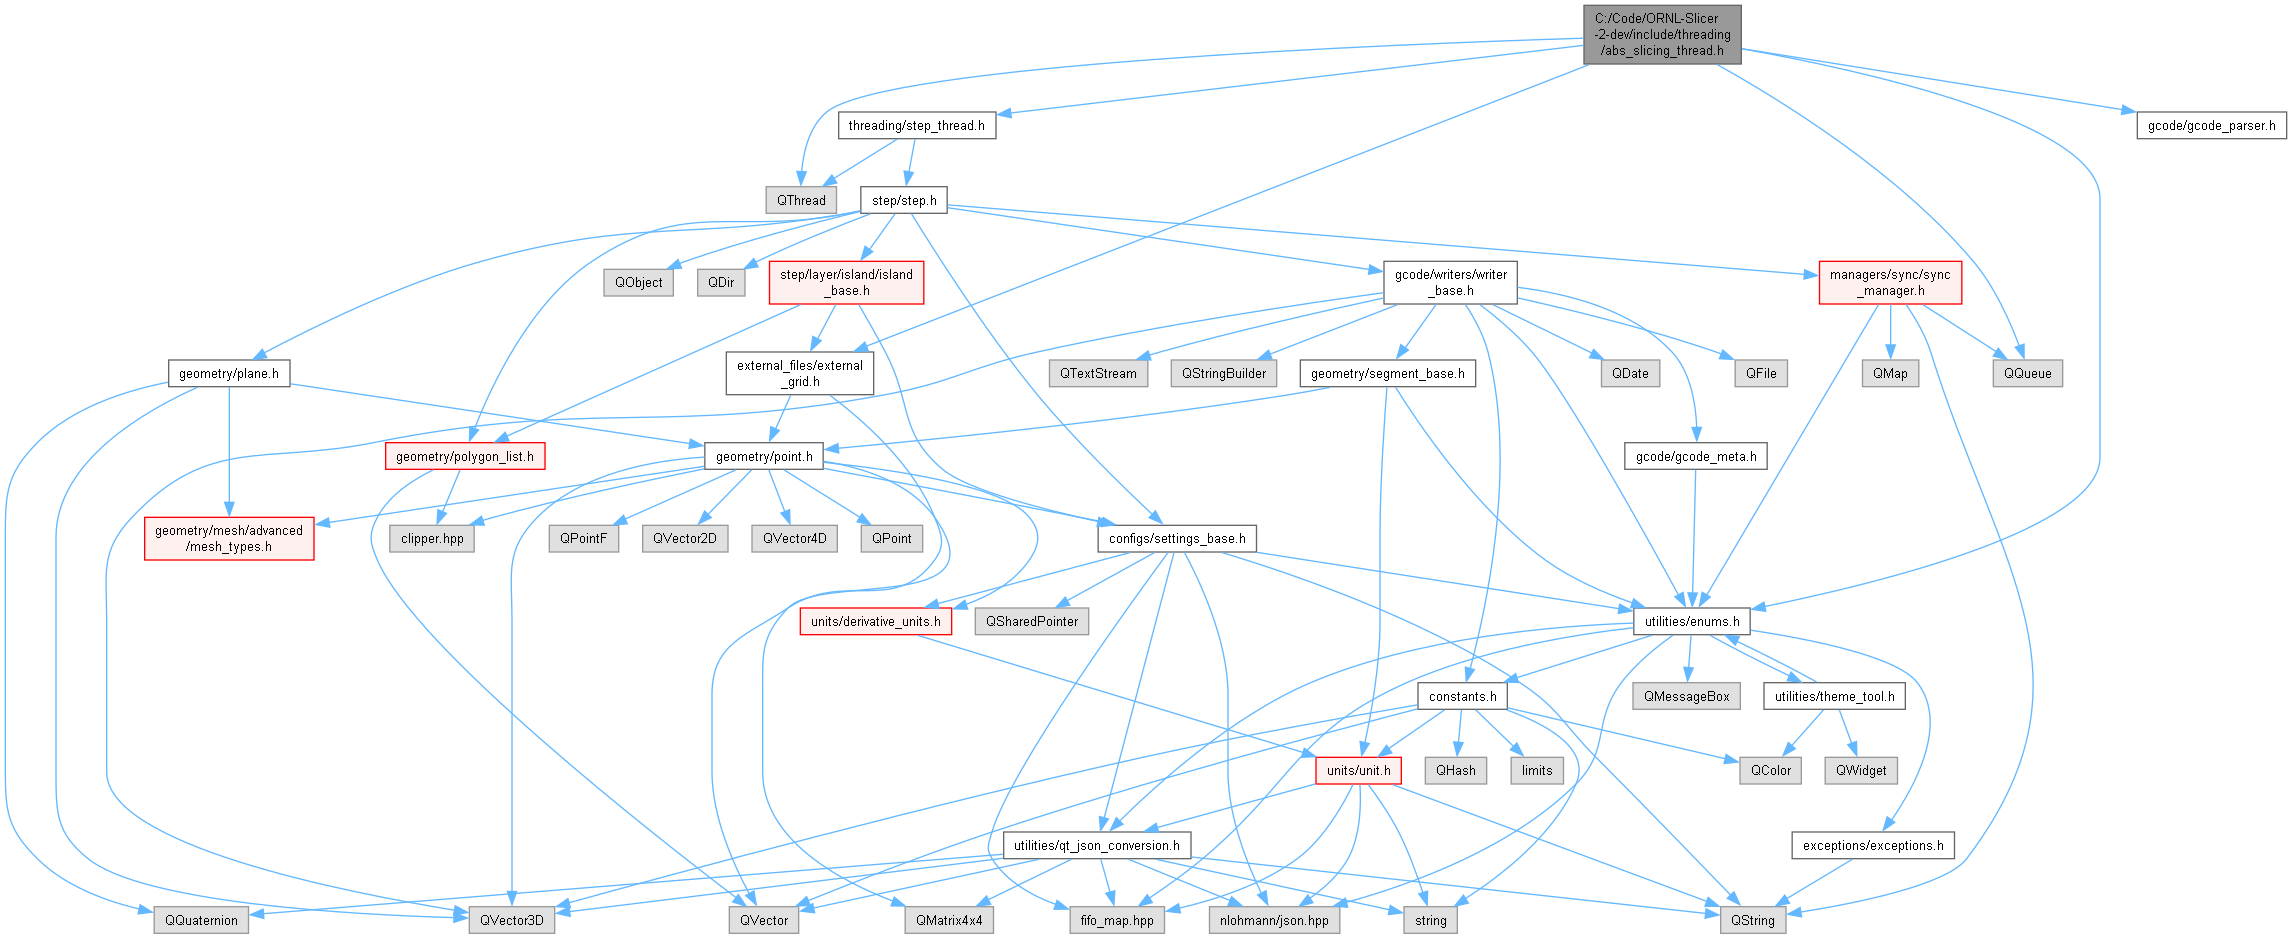 C:/Code/ORNL-Slicer
-2-dev/include/threading
/abs_slicing_thread.h
threading/step_thread.h
gcode/gcode_parser.h
QThread
step/step.h
QObject
QDir
step/layer/island/island
_base.h
gcode/writers/writer
_base.h
managers/sync/sync
_manager.h
geometry/plane.h
external_files/external
_grid.h
QTextStream
QStringBuilder
geometry/segment_base.h
QDate
QFile
QMap
QQueue
geometry/polygon_list.h
geometry/point.h
gcode/gcode_meta.h
geometry/mesh/advanced
/mesh_types.h
clipper.hpp
QPointF
QVector2D
QVector4D
QPoint
configs/settings_base.h
units/derivative_units.h
QSharedPointer
utilities/enums.h
constants.h
QMessageBox
utilities/theme_tool.h
units/unit.h
QHash
limits
QColor
QWidget
utilities/qt_json_conversion.h
exceptions/exceptions.h
QQuaternion
QVector3D
QVector
QMatrix4x4
fifo_map.hpp
nlohmann/json.hpp
string
QString